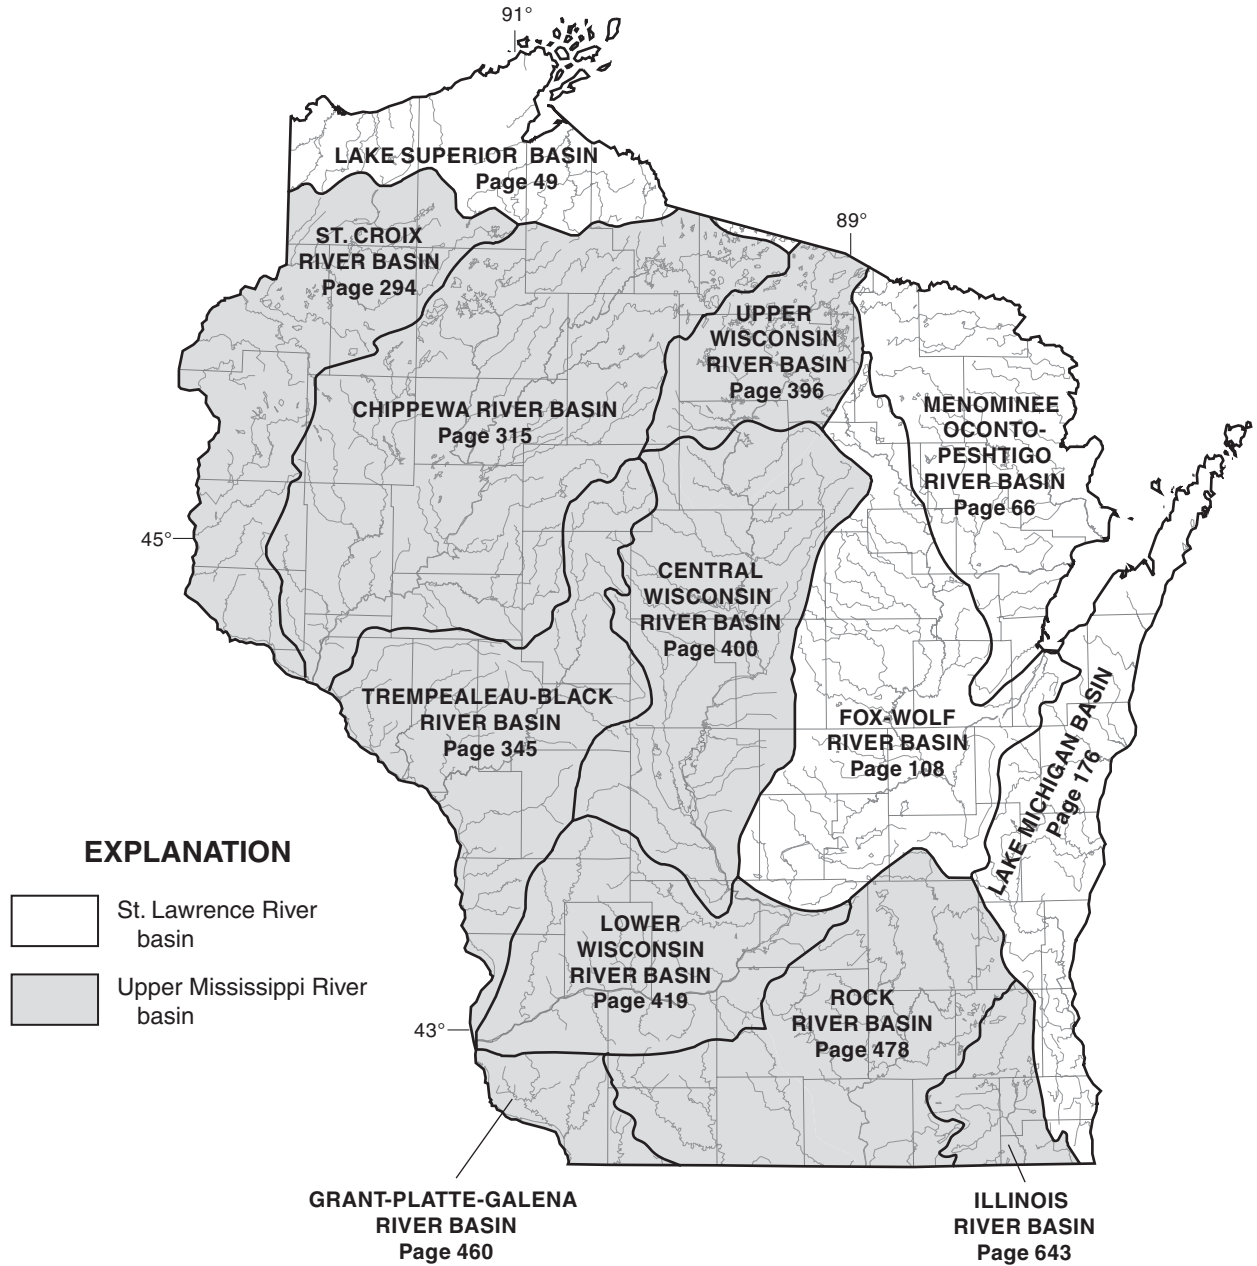 91°
LAKE SUPERIOR BASIN
Page 49
89°
ST. CROIX
RIVER BASIN
Page 294
UPPER
WISCONSIN
RIVER BASIN
Page 396
CHIPPEWA RIVER BASIN
Page 315
MENOMINEE
OCONTO-
PESHTIGO
RIVER BASIN
Page 66
45°
CENTRAL
WISCONSIN
RIVER BASIN
Page 400
TREMPEALEAU-BLACK
RIVER BASIN
Page 345
FOX-WOLF
RIVER BASIN
Page 108
LAKE MICHIGAN BASIN
Page 176
EXPLANATION
St. Lawrence River
basin
Upper Mississippi River
basin
LOWER
WISCONSIN
RIVER BASIN
Page 419
ROCK
RIVER BASIN
Page 478
43°
GRANT-PLATTE-GALENA
RIVER BASIN
Page 460
ILLINOIS
RIVER BASIN
Page 643